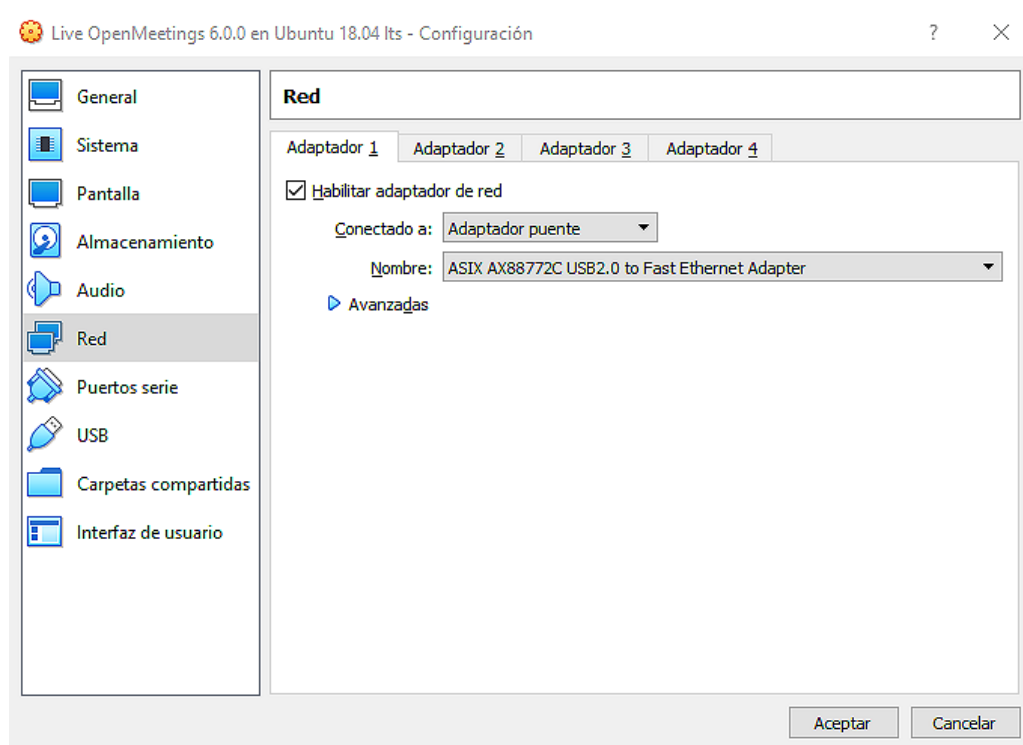 Live OpenMeetings 6.0.0 en Ubuntu 18.04 lts - Configuración
?
General
Sistema
Pantalla
Almacenamiento
Audio
Red
Puertos serie
USB
Carpetas compartidas
Interfaz de usuario
Red
Adaptador 1 Adaptador 2 Adaptador 3 Adaptador 4
Habilitar adaptador de red
Conectado a: Adaptador puente
Nombre: ASIX AX88772C USB2.0 to Fast Ethernet Adapter
Avanzadas
Aceptar Cancelar